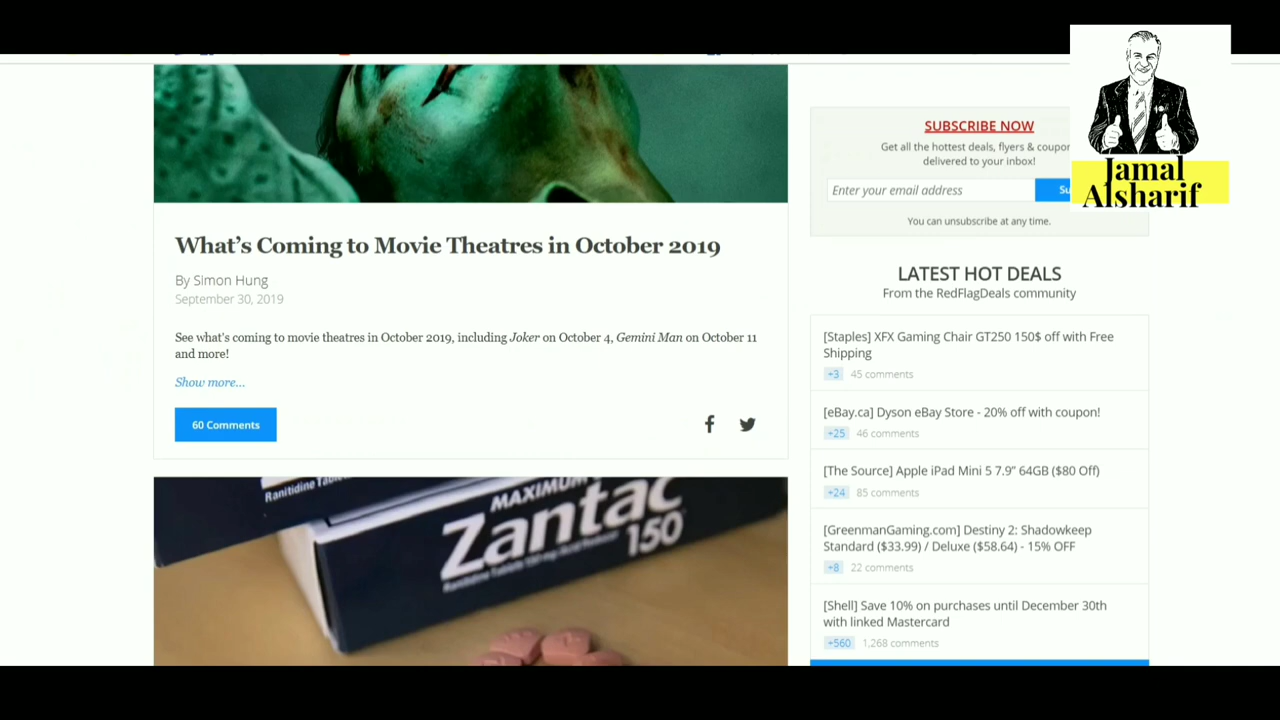 What's Coming to Movie Theatres in October 2019
By Simon Hung
September 30, 2019
See what's coming to movie theatres in October 2019, including Joker on October 4, Gemini Man on October 11
and more!
Show more...
60 Comments
Ranitidine
MAXIMUM
Zantac
150
SUBSCRIBE NOW
Get all the hottest deals, flyers & coupon
delivered to your inbox!
Enter your email address
Su
You can unsubscribe at any time.
Jamal
Alsharif
LATEST HOT DEALS
From the RedFlagDeals community
[Staples] XFX Gaming Chair GT250 150$ off with Free
Shipping
+3 45 comments
[eBay.ca] Dyson eBay Store - 20% off with coupon!
+25 46 comments
[The Source] Apple iPad Mini 5 7.9" 64GB ($80 Off)
+24 85 comments
[GreenmanGaming.com] Destiny 2: Shadowkeep
Standard ($33.99) / Deluxe ($58.64) - 15% OFF
+8 22 comments
[Shell] Save 10% on purchases until December 30th
with linked Mastercard
+560 1,268 comments